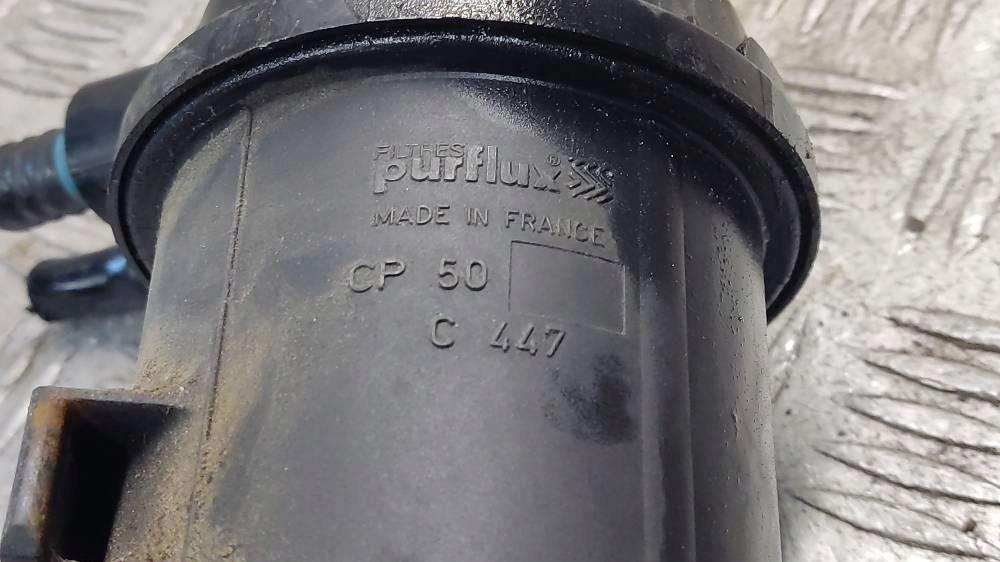 FILTRES
purflux®
MADE IN FRANCE
CP 50
C 447